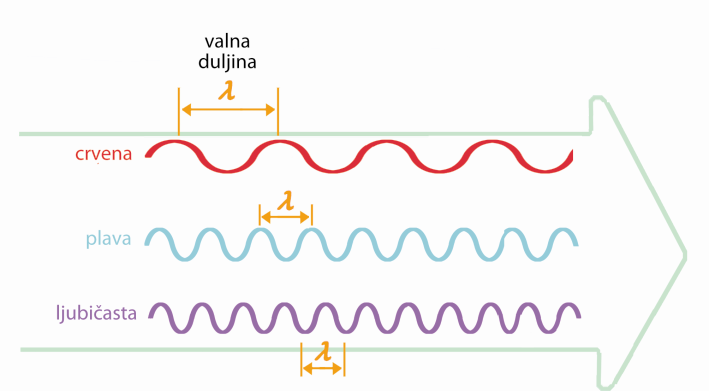 valna
duljina
λ
crvena
λ
plava
ljubičasta
λ